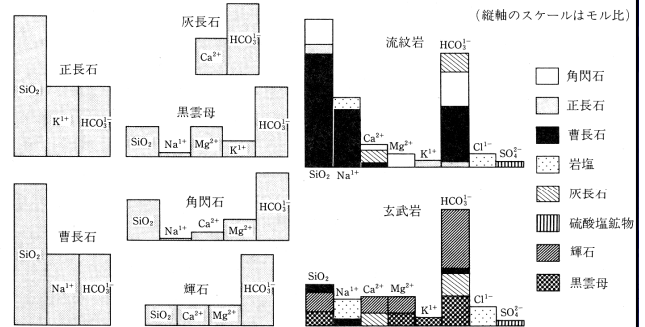 (縦軸のスケールはモル比)
正長石
SiO₂
K¹⁺
HCO₃¹⁻
灰長石
Ca²⁺
HCO₃¹⁻
黒雲母
SiO₂
Na¹⁺
Mg²⁺
K¹⁺
HCO₃¹⁻
曹長石
SiO₂
Na¹⁺
HCO₃¹⁻
角閃石
SiO₂
Na¹⁺
Ca²⁺
Mg²⁺
HCO₃¹⁻
輝石
SiO₂
Ca²⁺
Mg²⁺
HCO₃¹⁻
流紋岩
SiO₂
Na¹⁺
Ca²⁺
Mg²⁺
K¹⁺
HCO₃¹⁻
Cl¹⁻
SO₄²⁻
玄武岩
SiO₂
Na¹⁺
Ca²⁺
Mg²⁺
K¹⁺
HCO₃¹⁻
Cl¹⁻
SO₄²⁻
角閃石
正長石
曹長石
岩塩
灰長石
硫酸塩鉱物
輝石
黒雲母